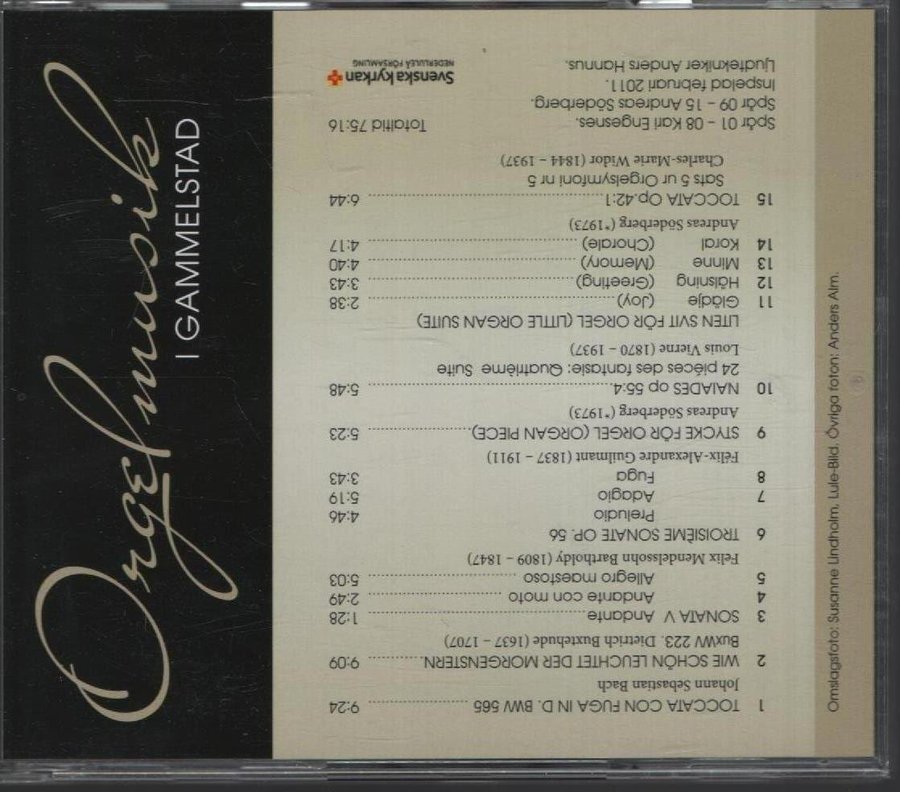 Orgelmusik
I GAMMELSTAD
1 TOCCATA CON FUGA IN D. BWV 565 9:24
Johann Sebastian Bach
2 WIE SCHÖN LEUCHTET DER MORGENSTERN 9:09
BuxWV 223. Dietrich Buxtehude (1637 – 1707)
3 SONATA V Andante 1:28
4 Andante con moto 2:49
5 Allegro maestoso 5:03
Felix Mendelssohn Bartholdy (1809 – 1847)
6 TROISIÈME SONATE OP. 56
Preludio 4:46
7 Adagio 5:19
8 Fuga 3:43
Félix-Alexandre Guilmant (1837 – 1911)
9 STYCKE FÖR ORGEL (ORGAN PIECE) 5:23
Andreas Söderberg (*1973)
10 NAIADES op 55:4 5:48
24 pièces des fantasie: Quatrième Suite
Louis Vierne (1870 – 1937)
LITEN SVIT FÖR ORGEL (LITTLE ORGAN SUITE)
11 Glädje (Joy) 2:38
12 Hälsning (Greeting) 3:43
13 Minne (Memory) 4:40
14 Koral (Chorale) 4:17
Andreas Söderberg (*1973)
15 TOCCATA Op.42:1 6:44
Sats 5 ur Orgelsymfoni nr 5
Charles-Marie Widor (1844 – 1937)
Spår 01 – 08 Kari Engesnes. Totaltid 75:16
Spår 09 – 15 Andreas Söderberg.
Inspelad februari 2011.
Ljudtekniker Anders Hannus.
Svenska kyrkan
NEDERLULEÅ FÖRSAMLING
Omslagsfoto: Susanne Lindholm, Lule-Bild. Övriga foton: Anders Alm.